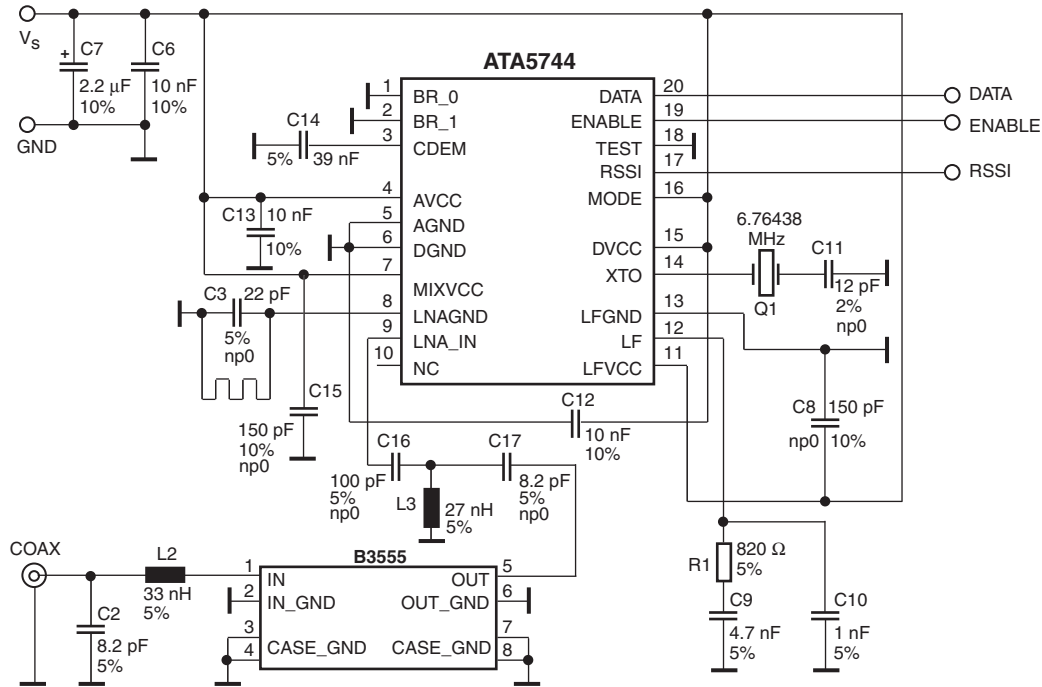 VS
GND
+ C7
2.2 μF
10%
C6
10 nF
10%
ATA5744
1 BR_0
2 BR_1
3 CDEM
4 AVCC
5 AGND
6 DGND
7 MIXVCC
8 LNAGND
9 LNA_IN
10 NC
DATA 20
ENABLE 19
TEST 18
RSSI 17
MODE 16
DVCC 15
XTO 14
LFGND 13
LF 12
LFVCC 11
DATA
ENABLE
RSSI
C14
5% 39 nF
C13 10 nF
10%
C3 22 pF
5%
np0
C15
150 pF
10%
np0
6.76438
MHz
Q1
C11
12 pF
2%
np0
C8 150 pF
np0 10%
C12
10 nF
10%
C16
100 pF
5%
np0
C17
8.2 pF
5%
np0
L3 27 nH
5%
COAX
L2
33 nH
5%
C2
8.2 pF
5%
B3555
1 IN
2 IN_GND
3
4 CASE_GND
OUT 5
OUT_GND 6
7
CASE_GND 8
R1 820 Ω
5%
C9
4.7 nF
5%
C10
1 nF
5%